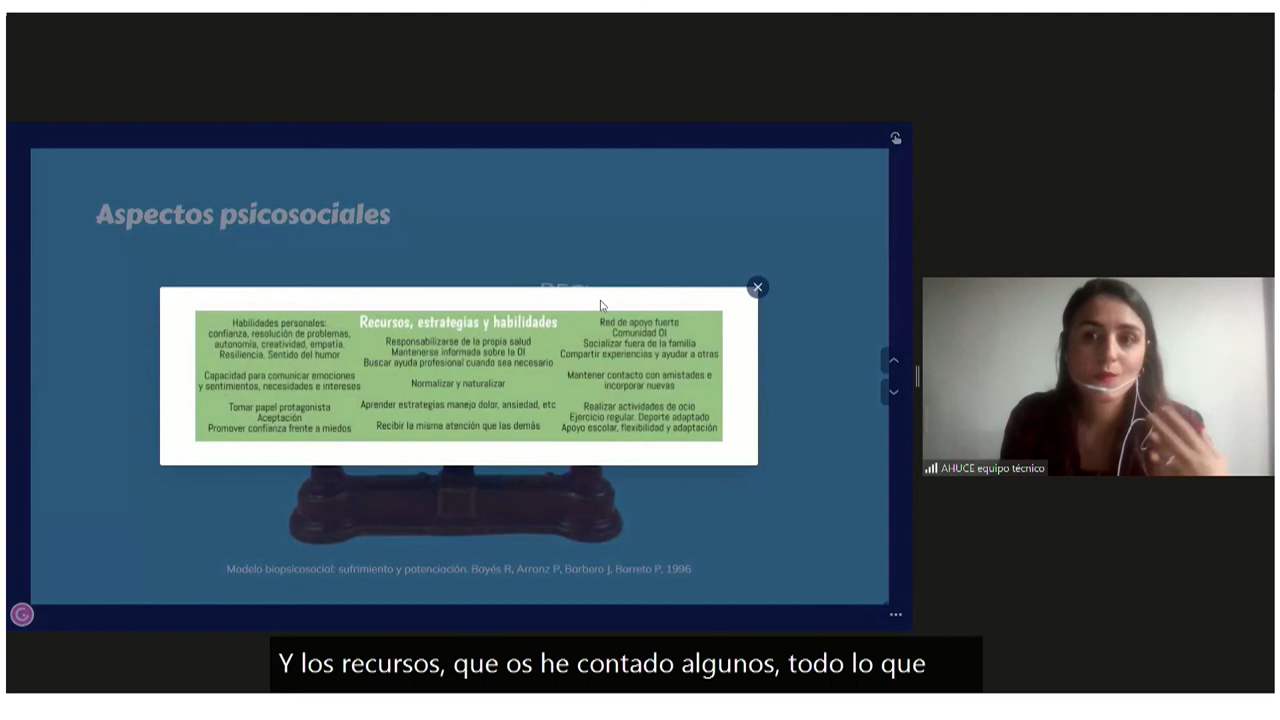 Aspectos psicosociales
Habilidades personales:
confianza, resolución de problemas,
autonomía, creatividad, empatía.
Resiliencia. Sentido del humor
Capacidad para comunicar emociones
y sentimientos, necesidades e intereses
Tomar papel protagonista
Aceptación
Promover confianza frente a miedos
Recursos, estrategias y habilidades
Responsabilizarse de la propia salud
Mantenerse informada sobre la OI
Buscar ayuda profesional cuando sea necesario
Normalizar y naturalizar
Aprender estrategias manejo dolor, ansiedad, etc
Recibir la misma atención que las demás
Red de apoyo fuerte
Comunidad OI
Socializar fuera de la familia
Compartir experiencias y ayudar a otras
Mantener contacto con amistades e
incorporar nuevas
Realizar actividades de ocio
Ejercicio regular. Deporte adaptado
Apoyo escolar, flexibilidad y adaptación
Modelo biopsicosocial: sufrimiento y potenciación. Bayés R, Arranz P, Barbero J, Barreto P, 1996
AHUCE equipo técnico
Y los recursos, que os he contado algunos, todo lo que